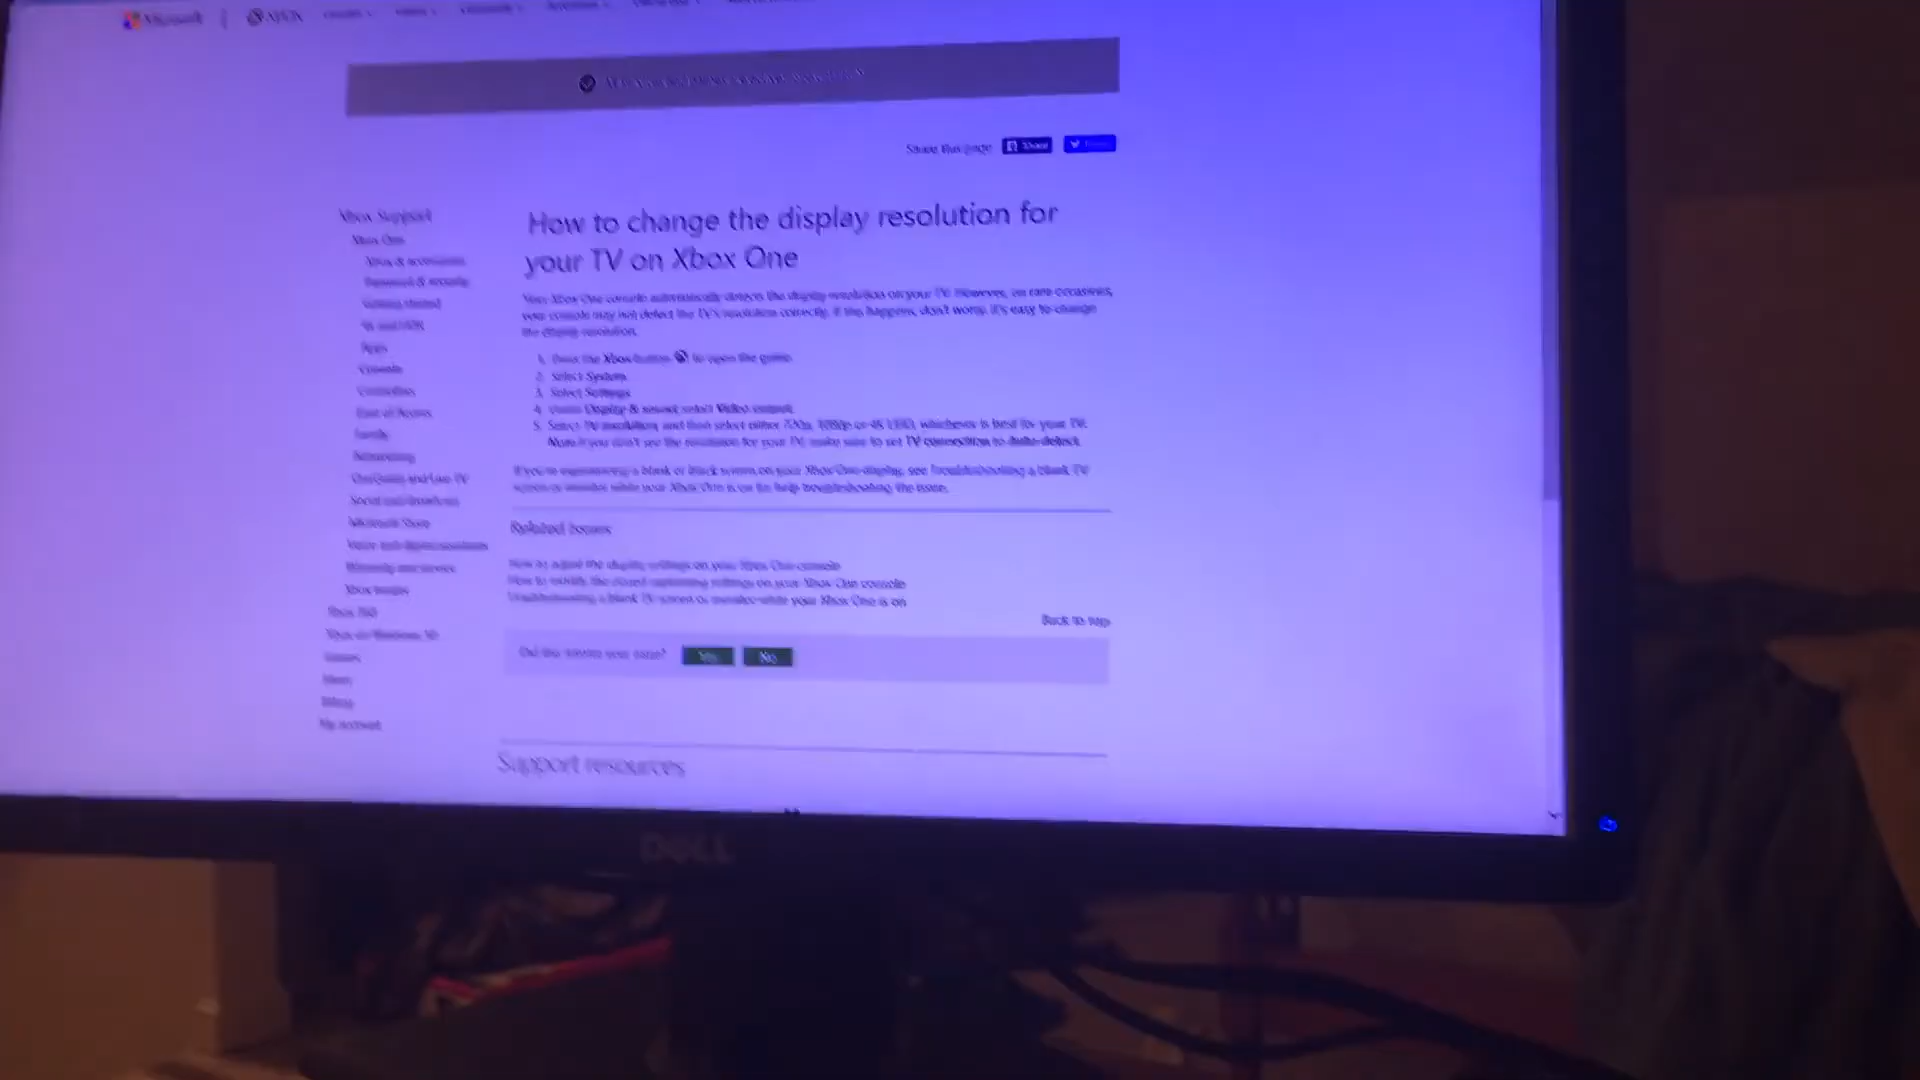 Microsoft | XBOX
Share this page Share
Xbox Support
How to change the display resolution for
your TV on Xbox One
Xbox One
Xbox & accessories
Password & security
Getting started
4K and HDR
Apps
Console
Controllers
Ease of Access
Family
Networking
OneGuide and Live TV
Microsoft Store
Warranty and service
Xbox Insider
Xbox 360
Xbox on Windows 10
Games
My account
Your Xbox One console automatically detects the display resolution on your TV. However, on rare occasions,
your console may not detect the TV's resolution correctly. If this happens, don't worry, it's easy to change
the display resolution.
1. Press the Xbox button to open the guide.
2. Select System.
3. Select Settings.
4. Under Display & sound, select Video output.
5. Select TV resolution, and then select either 720p, 1080p or 4K UHD, whichever is best for your TV.
Note If you don't see the resolution for your TV, make sure to set TV connection to Auto-detect.
If you're experiencing a blank or black screen on your Xbox One display, see Troubleshooting a blank TV
screen or monitor while your Xbox One is on for help troubleshooting the issue.
Related issues
How to adjust the display settings on your Xbox One console
How to modify the closed captioning settings on your Xbox One console
Troubleshooting a blank TV screen or monitor while your Xbox One is on
Back to top
Did this resolve your issue? Yes No
Support resources
DELL